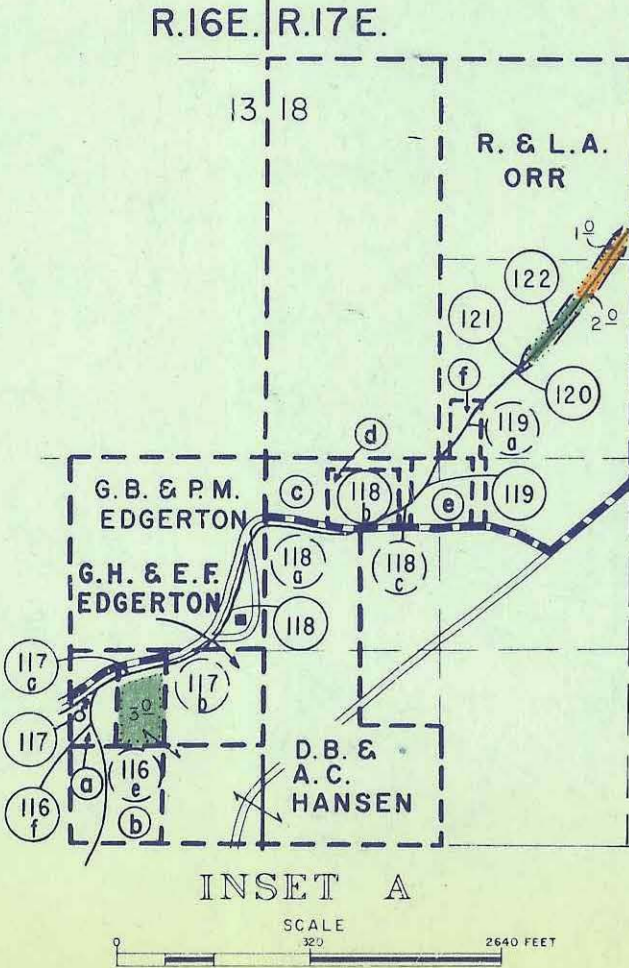 R.16E. R.17E.
13 18
R. & L.A.
ORR
1º
122
2º
121
120
f
119
a
d
G.B. & P.M.
EDGERTON
c
118
b
e
119
118
a
118
c
G.H. & E.F.
EDGERTON
118
117
c
117
b
3º
117
a
116
e
116
f
b
D.B. &
A.C.
HANSEN
INSET A
SCALE
0 320 2640 FEET